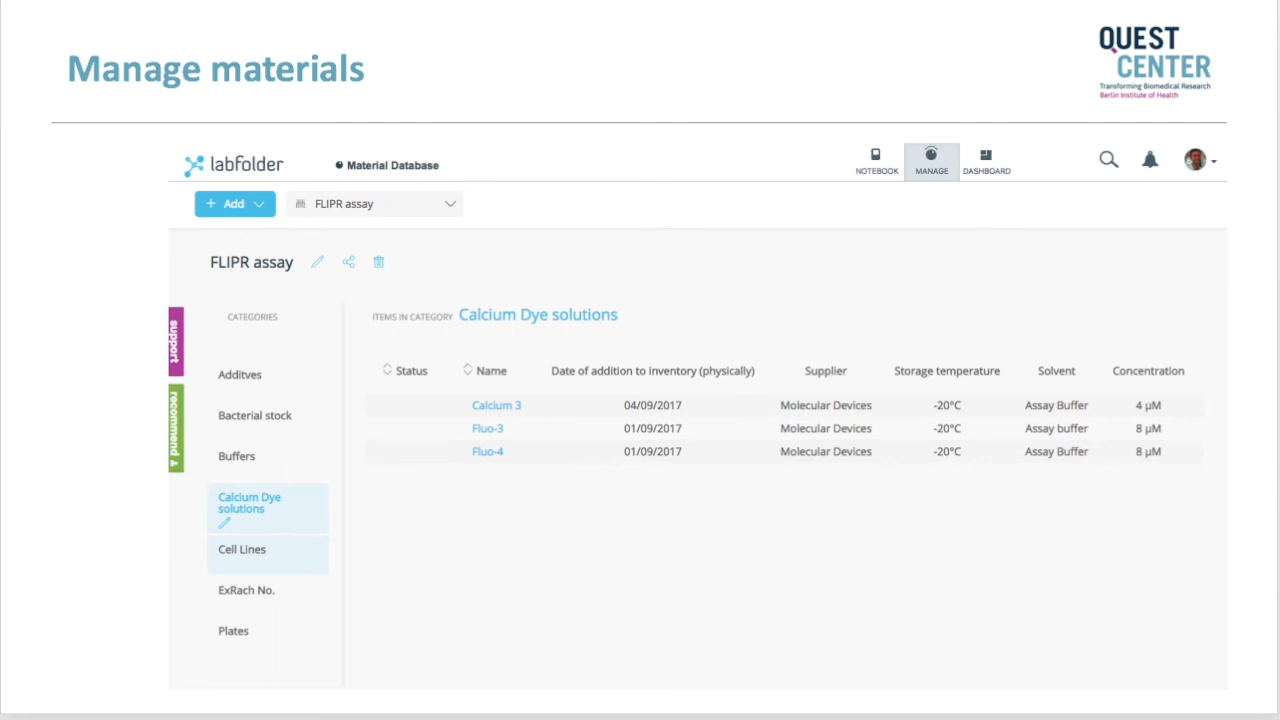 Manage materials
QUEST
CENTER
Transforming Biomedical Research
Berlin Institute of Health
labfolder
Material Database
NOTEBOOK
MANAGE
DASHBOARD
+ Add
FLIPR assay
FLIPR assay
support
recommend
CATEGORIES
Additves
Bacterial stock
Buffers
Calcium Dye
solutions
Cell Lines
ExRach No.
Plates
ITEMS IN CATEGORY Calcium Dye solutions
Status Name Date of addition to inventory (physically) Supplier Storage temperature Solvent Concentration
Calcium 3 04/09/2017 Molecular Devices -20°C Assay Buffer 4 µM
Fluo-3 01/09/2017 Molecular Devices -20°C Assay buffer 8 µM
Fluo-4 01/09/2017 Molecular Devices -20°C Assay Buffer 8 µM